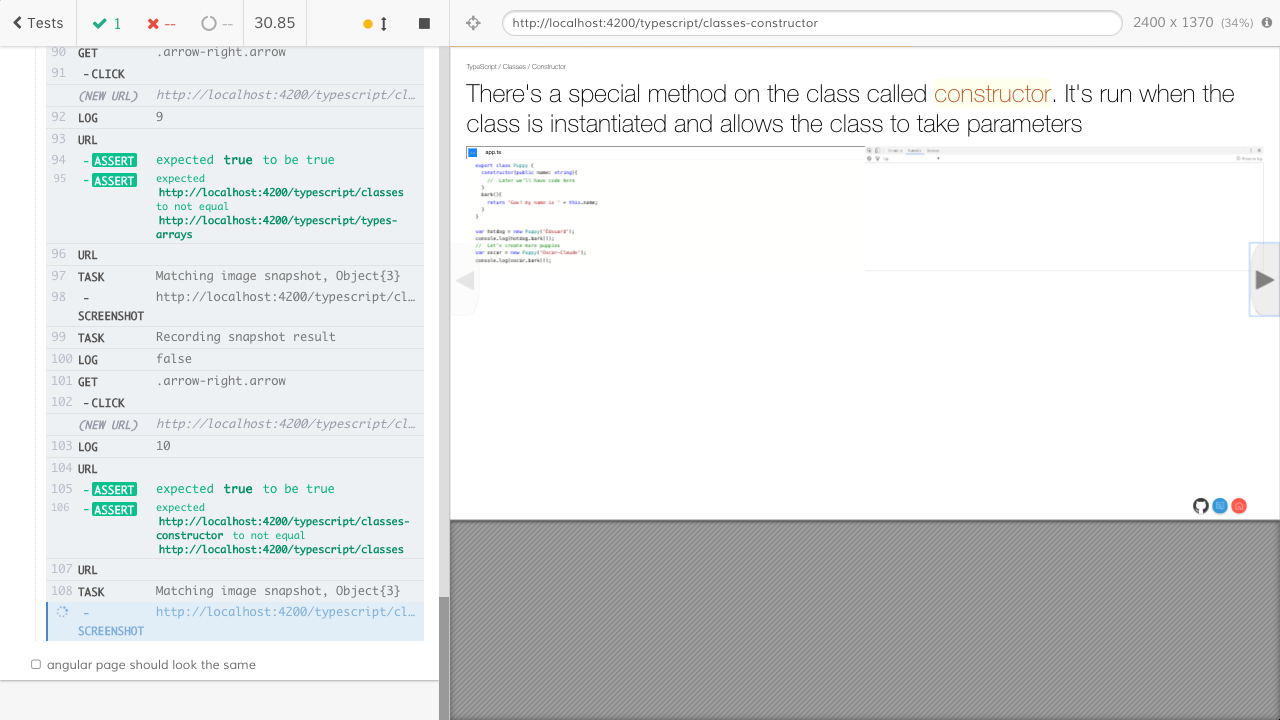 Tests
1
--
--
30.85
http://localhost:4200/typescript/classes-constructor
2400 x 1370 (34%)
90 GET .arrow-right.arrow
91 - CLICK
(NEW URL) http://localhost:4200/typescript/cl…
92 LOG 9
93 URL
94 - ASSERT expected true to be true
95 - ASSERT expected
http://localhost:4200/typescript/classes
to not equal
http://localhost:4200/typescript/types-
arrays
96 URL
97 TASK Matching image snapshot, Object{3}
98 - http://localhost:4200/typescript/cl…
SCREENSHOT
99 TASK Recording snapshot result
100 LOG false
101 GET .arrow-right.arrow
102 - CLICK
(NEW URL) http://localhost:4200/typescript/cl…
103 LOG 10
104 URL
105 - ASSERT expected true to be true
106 - ASSERT expected
http://localhost:4200/typescript/classes-
constructor to not equal
http://localhost:4200/typescript/classes
107 URL
108 TASK Matching image snapshot, Object{3}
- http://localhost:4200/typescript/cl…
SCREENSHOT
angular page should look the same
TypeScript / Classes / Constructor
There's a special method on the class called constructor. It's run when the
class is instantiated and allows the class to take parameters
app.ts
export class Puppy {
constructor(public name: string){
// Later we'll have code here
}
bark(){
return 'Gav! my name is ' + this.name;
}
}
var hotdog = new Puppy('Édouard');
console.log(hotdog.bark());
// Let's create more puppies
var oscar = new Puppy('Oscar-Claude');
console.log(oscar.bark());
Console